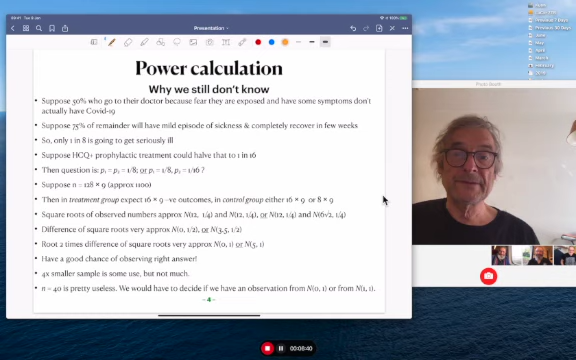 Presentation
Power calculation
Why we still don't know
• Suppose 50% who go to their doctor because fear they are exposed and have some symptoms don't
actually have Covid-19
• Suppose 75% of remainder will have mild episode of sickness & completely recover in few weeks
• So, only 1 in 8 is going to get seriously ill
• Suppose HCQ+ prophylactic treatment could halve that to 1 in 16
• Then question is: p₁ = p₂ = 1/8; or p₁ = 1/8, p₂ = 1/16 ?
• Suppose n = 128 × 9 (approx 1100)
• Then in treatment group expect 16 × 9 –ve outcomes, in control group either 16 × 9 or 8 × 9
• Square roots of observed numbers approx N(12, 1/4) and N(12, 1/4), or N(12, 1/4) and N(6√2, 1/4)
• Difference of square roots very approx N(0, 1/2), or N(3.5, 1/2)
• Root 2 times difference of square roots very approx N(0, 1) or N(5, 1)
• Have a good chance of observing right answer!
• 4x smaller sample is some use, but not much.
• n = 40 is pretty useless. We would have to decide if we have an observation from N(0, 1) or from N(1, 1).
- 4 -
Photo Booth
00:08:40